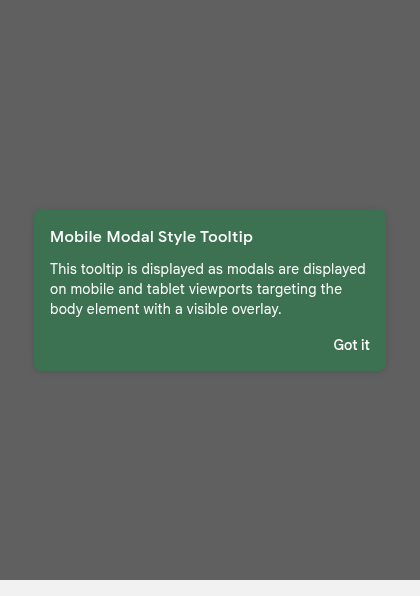 Mobile Modal Style Tooltip
This tooltip is displayed as modals are displayed
on mobile and tablet viewports targeting the
body element with a visible overlay.
Got it